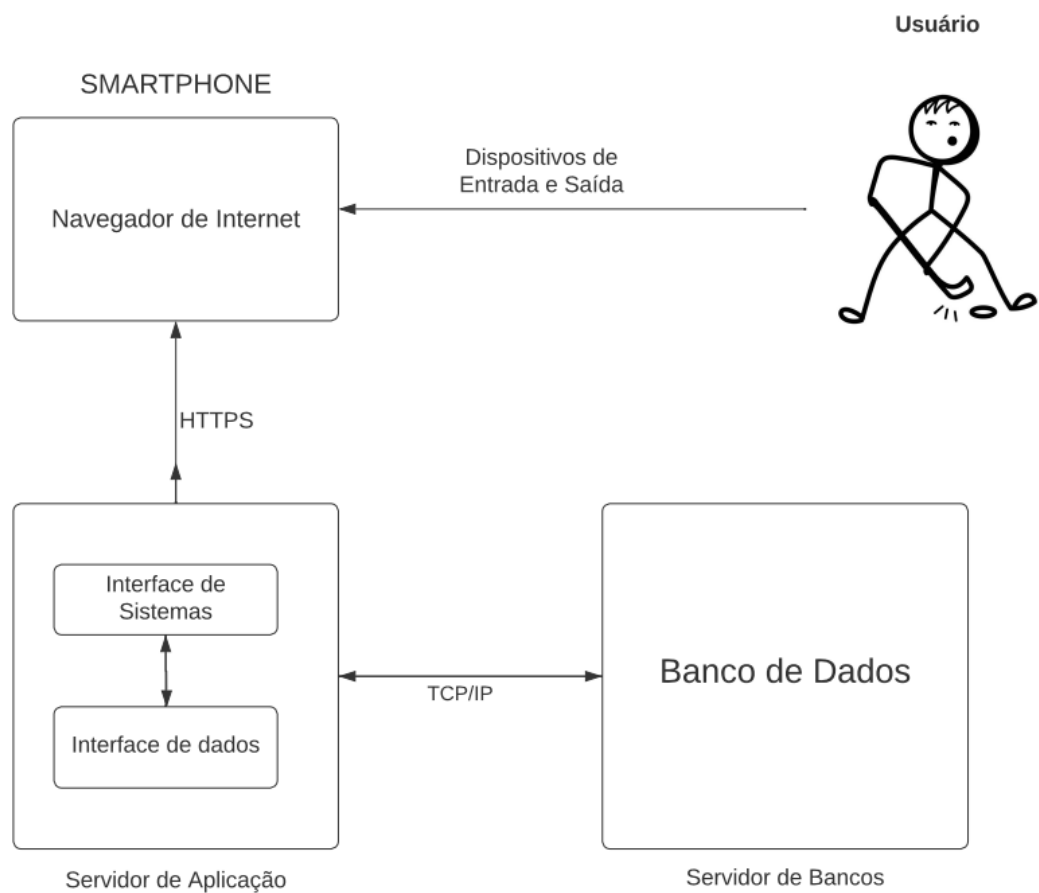 Usuário
SMARTPHONE
Navegador de Internet
Dispositivos de
Entrada e Saída
HTTPS
Interface de
Sistemas
Interface de dados
TCP/IP
Banco de Dados
Servidor de Aplicação
Servidor de Bancos